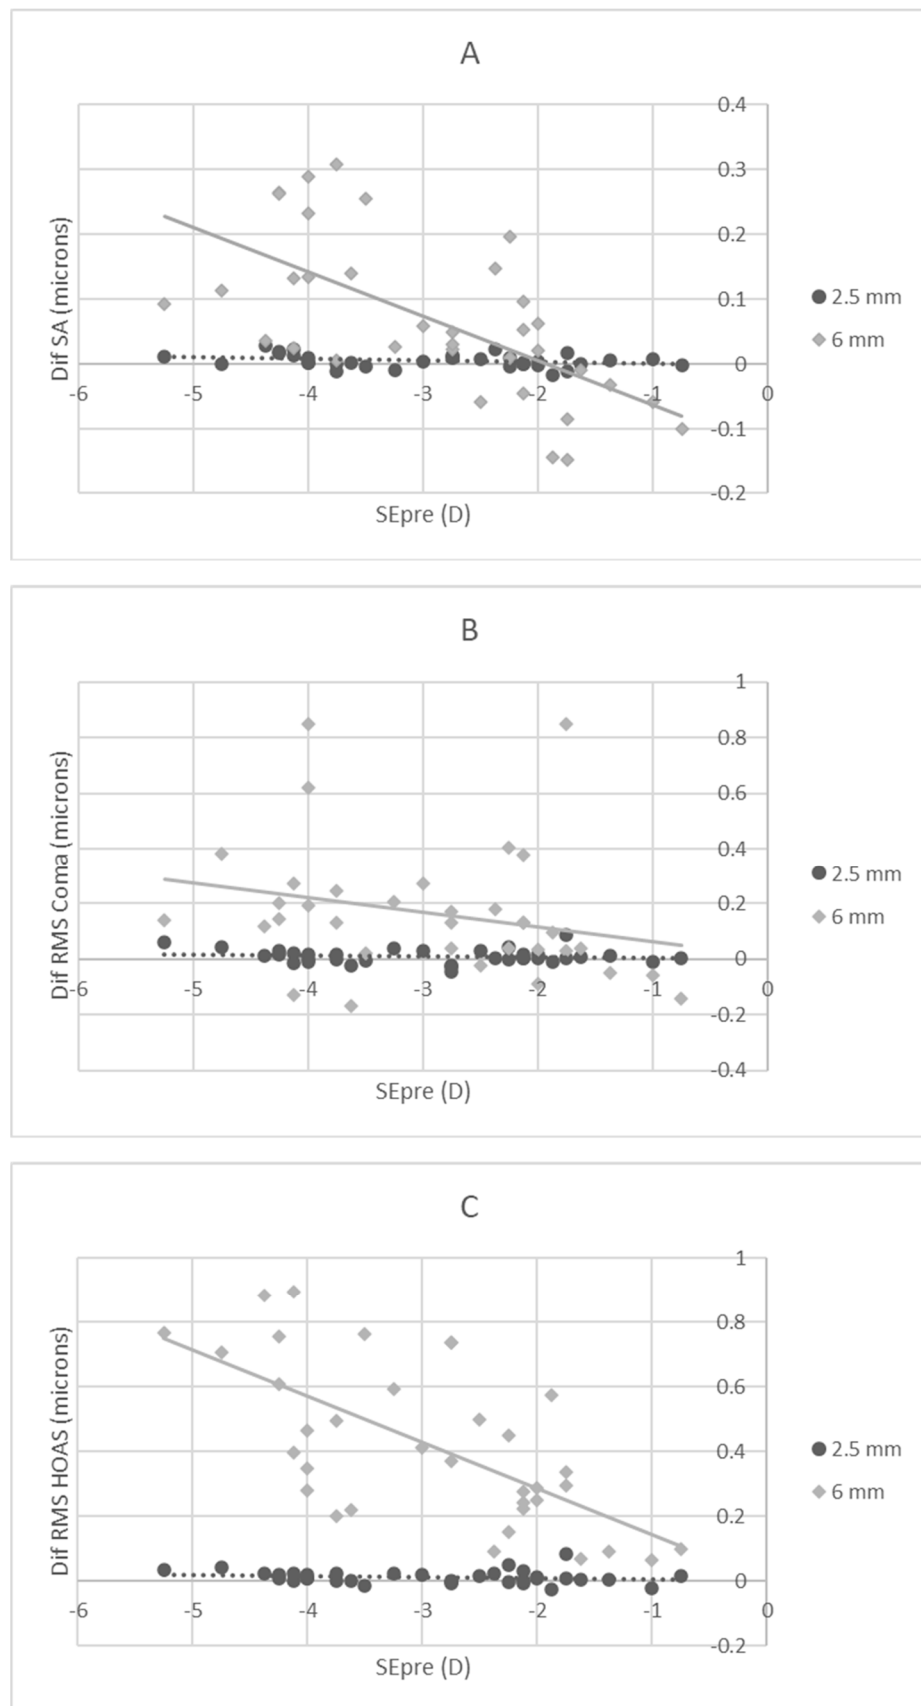 A
0.4
0.3
0.2
0.1
0
-0.1
-0.2
-6 -5 -4 -3 -2 -1 0
Dif SA (microns)
SEpre (D)
2.5 mm
6 mm
B
1
0.8
0.6
0.4
0.2
0
-0.2
-0.4
-6 -5 -4 -3 -2 -1 0
Dif RMS Coma (microns)
SEpre (D)
2.5 mm
6 mm
C
1
0.8
0.6
0.4
0.2
0
-0.2
-6 -5 -4 -3 -2 -1 0
Dif RMS HOAS (microns)
SEpre (D)
2.5 mm
6 mm